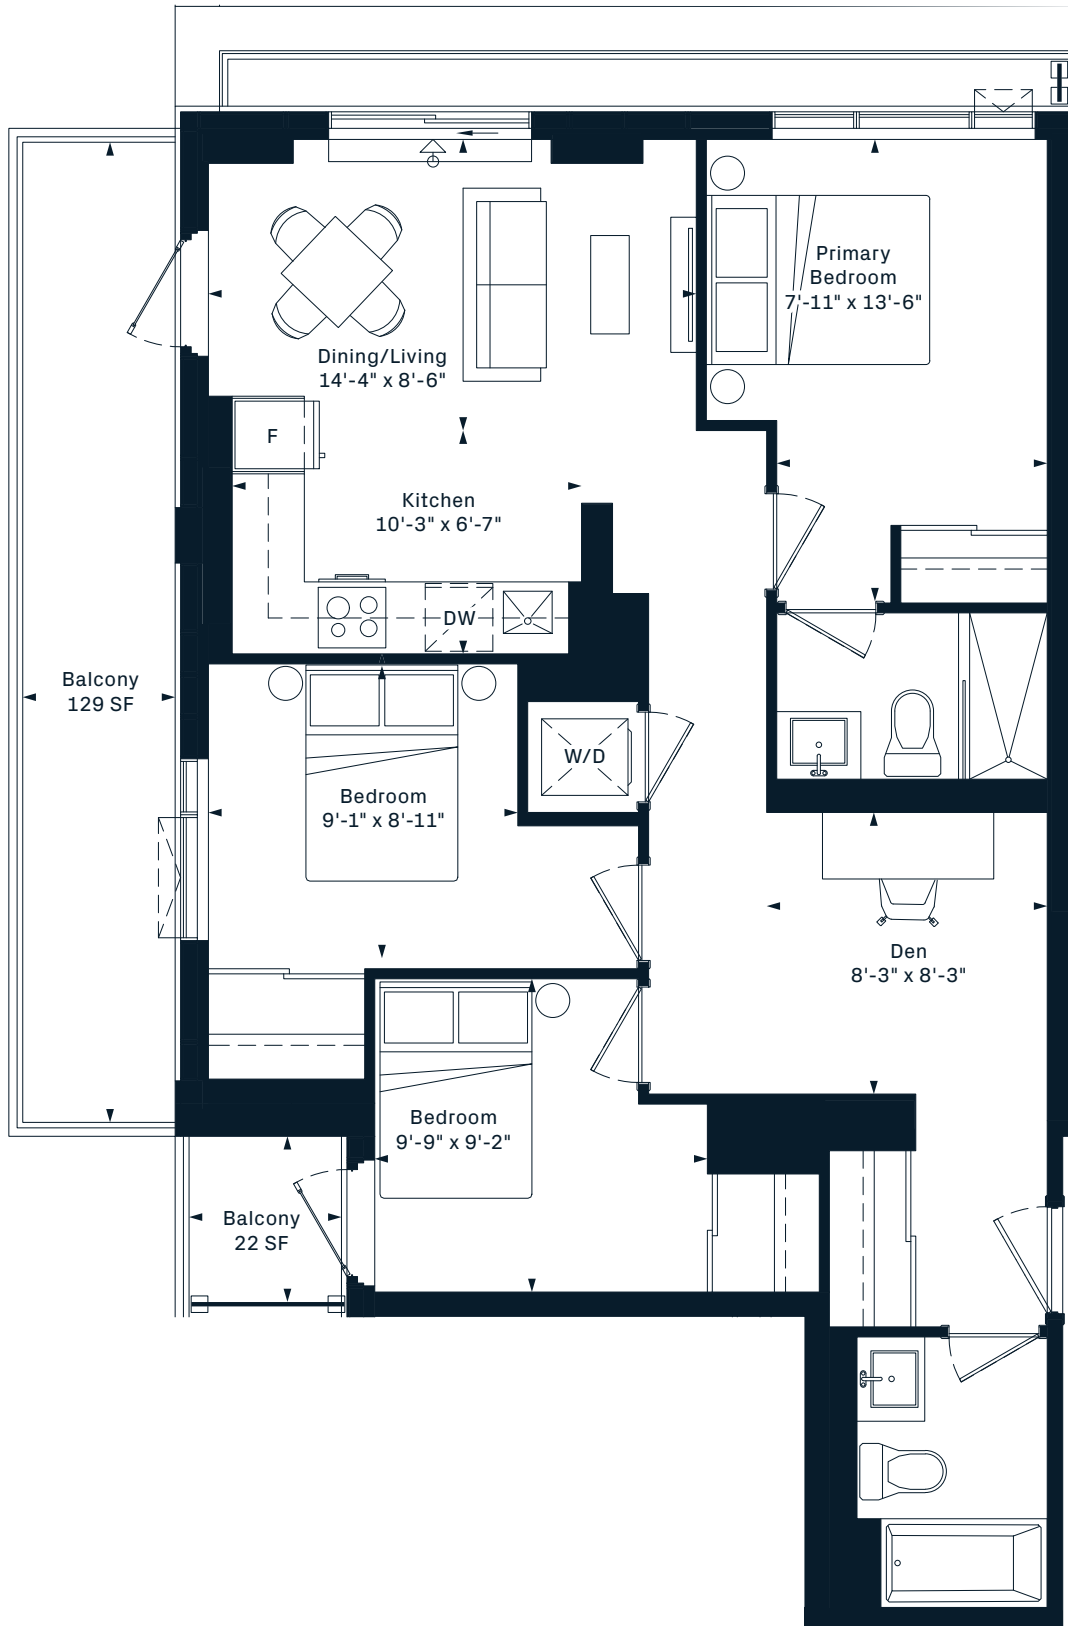 Primary
Bedroom
7'-11" x 13'-6"
Dining/Living
14'-4" x 8'-6"
F
Kitchen
10'-3" x 6'-7"
DW
Balcony
129 SF
W/D
Bedroom
9'-1" x 8'-11"
Den
8'-3" x 8'-3"
Bedroom
9'-9" x 9'-2"
Balcony
22 SF